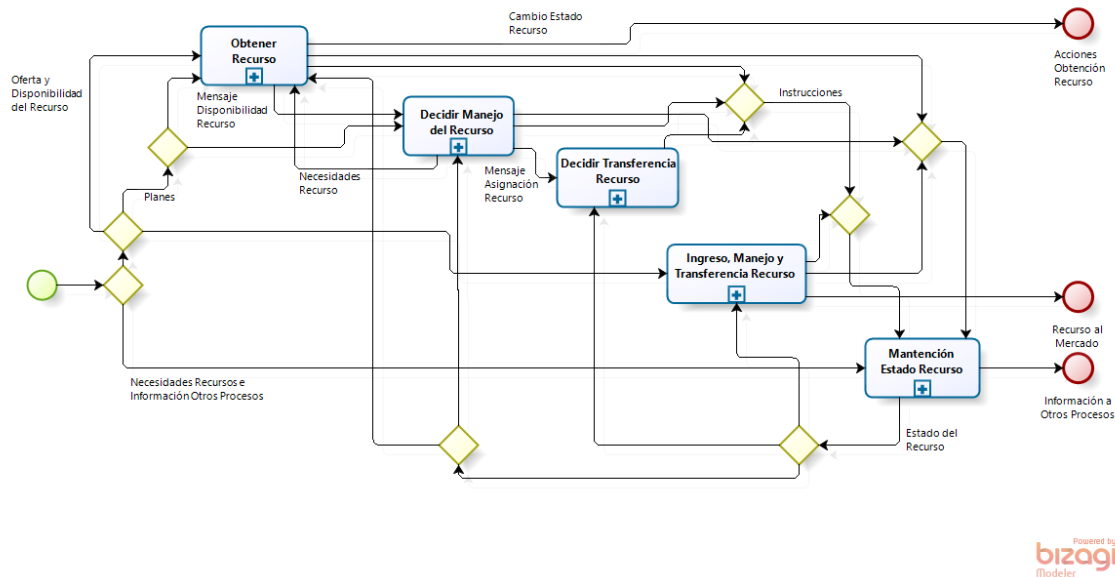 Cambio Estado
Recurso
Obtener
Recurso
Acciones
Obtención
Recurso
Oferta y
Disponibilidad
del Recurso
Mensaje
Disponibilidad
Recurso
Instrucciones
Decidir Manejo
del Recurso
Decidir Transferencia
Recurso
Necesidades
Recurso
Mensaje
Asignación
Recurso
Planes
Ingreso, Manejo y
Transferencia Recurso
Recurso al
Mercado
Mantención
Estado Recurso
Necesidades Recursos e
Información Otros Procesos
Información a
Otros Procesos
Estado del
Recurso
Powered by
bizagi
Modeler